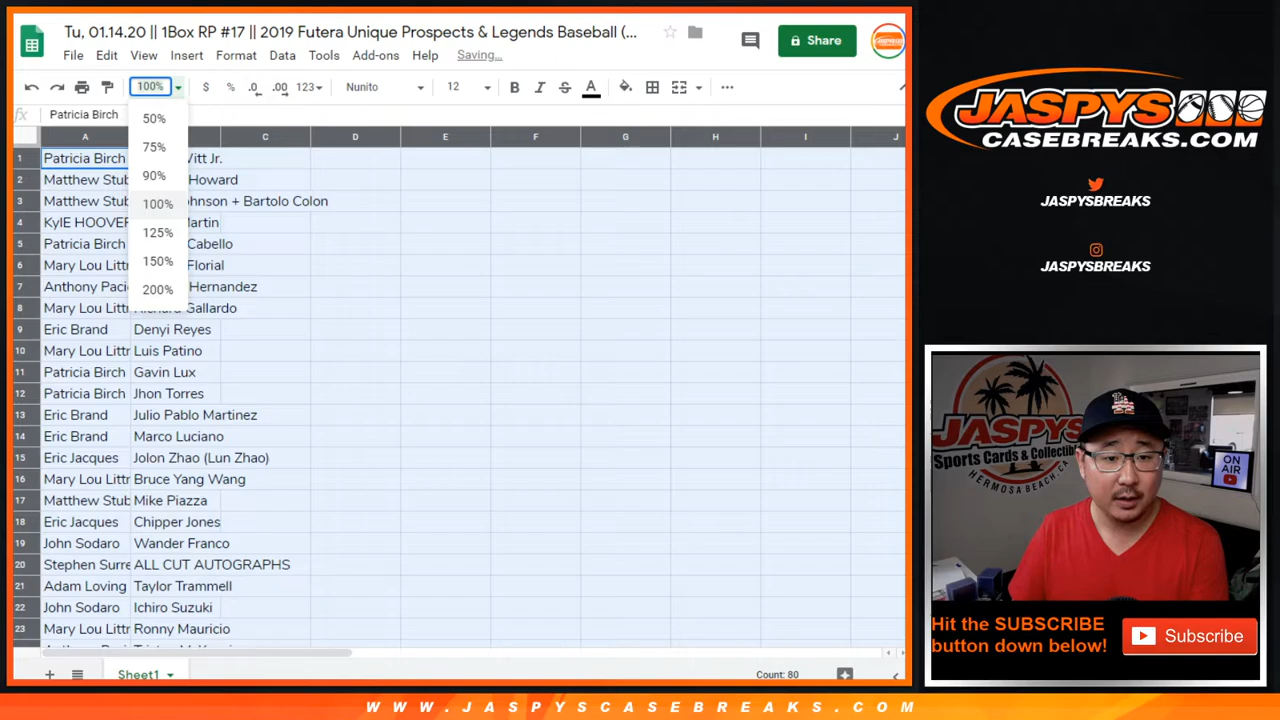 Tu, 01.14.20 || 1Box RP #17 || 2019 Futera Unique Prospects & Legends Baseball (...
File Edit View Insert Format Data Tools Add-ons Help Saving...
Share
100% $ % .0 .00 123 Nunito 12 B I S A ...
fx Patricia Birch
50%
75%
90%
100%
125%
150%
200%
A C D E F G H I J
1 Patricia Birch Vitt Jr.
2 Matthew Stub Howard
3 Matthew Stub ohnson + Bartolo Colon
4 KylE HOOVER Martin
5 Patricia Birch Cabello
6 Mary Lou Littr Florial
7 Anthony Paci Hernandez
8 Mary Lou Littr Richard Gallardo
9 Eric Brand Denyi Reyes
10 Mary Lou Littr Luis Patino
11 Patricia Birch Gavin Lux
12 Patricia Birch Jhon Torres
13 Eric Brand Julio Pablo Martinez
14 Eric Brand Marco Luciano
15 Eric Jacques Jolon Zhao (Lun Zhao)
16 Mary Lou Littr Bruce Yang Wang
17 Matthew Stub Mike Piazza
18 Eric Jacques Chipper Jones
19 John Sodaro Wander Franco
20 Stephen Surre ALL CUT AUTOGRAPHS
21 Adam Loving Taylor Trammell
22 John Sodaro Ichiro Suzuki
23 Mary Lou Littr Ronny Mauricio
Sheet1
Count: 80
JASPYS
CASEBREAKS.COM
JASPYSBREAKS
JASPYSBREAKS
JASPYS
Sports Cards & Collectible
HERMOSA BEACH, CA
ON
AIR
Hit the SUBSCRIBE
button down below!
Subscribe
WWW.JASPYSCASEBREAKS.COM